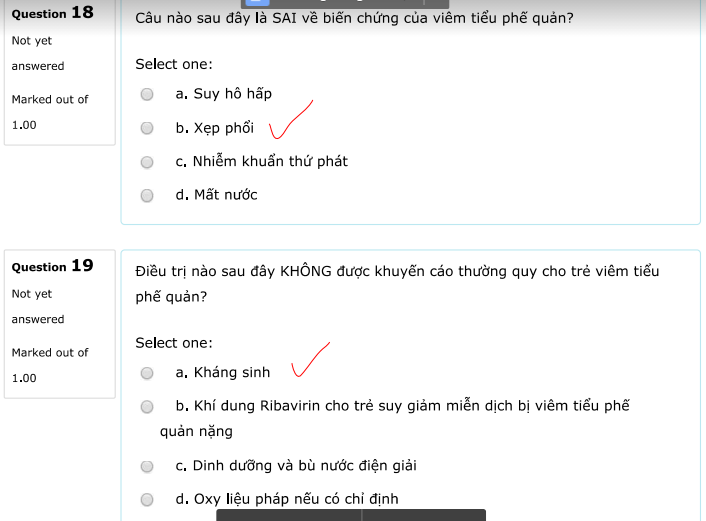 Question 18
Not yet
answered
Marked out of
1.00
Câu nào sau đây là SAI về biến chứng của viêm tiểu phế quản?
Select one:
a. Suy hô hấp
b. Xẹp phổi
c. Nhiễm khuẩn thứ phát
d. Mất nước
Question 19
Not yet
answered
Marked out of
1.00
Điều trị nào sau đây KHÔNG được khuyến cáo thường quy cho trẻ viêm tiểu
phế quản?
Select one:
a. Kháng sinh
b. Khí dung Ribavirin cho trẻ suy giảm miễn dịch bị viêm tiểu phế
quản nặng
c. Dinh dưỡng và bù nước điện giải
d. Oxy liệu pháp nếu có chỉ định